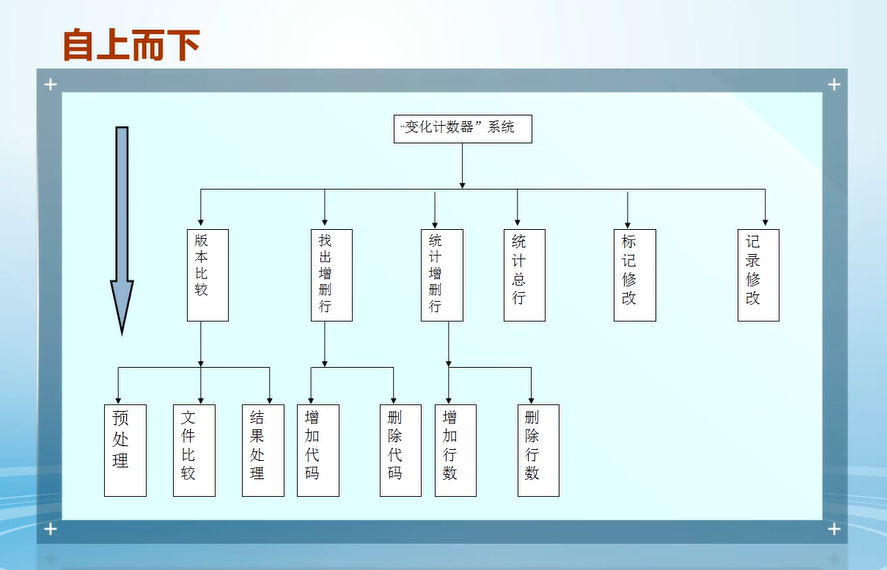 自上而下
“变化计数器”系统
版本比较
找出增删行
统计增删行
统计总行
标记修改
记录修改
预处理
文件比较
结果处理
增加代码
删除代码
增加行数
删除行数